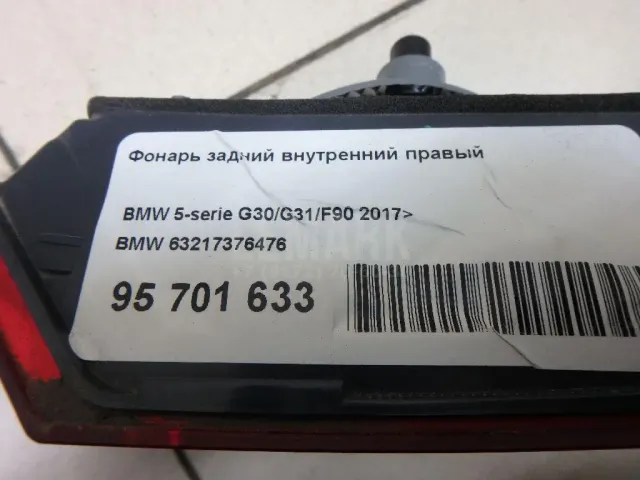 Фонарь задний внутренний правый
BMW 5-serie G30/G31/F90 2017>
BMW 63217376476
95 701 633